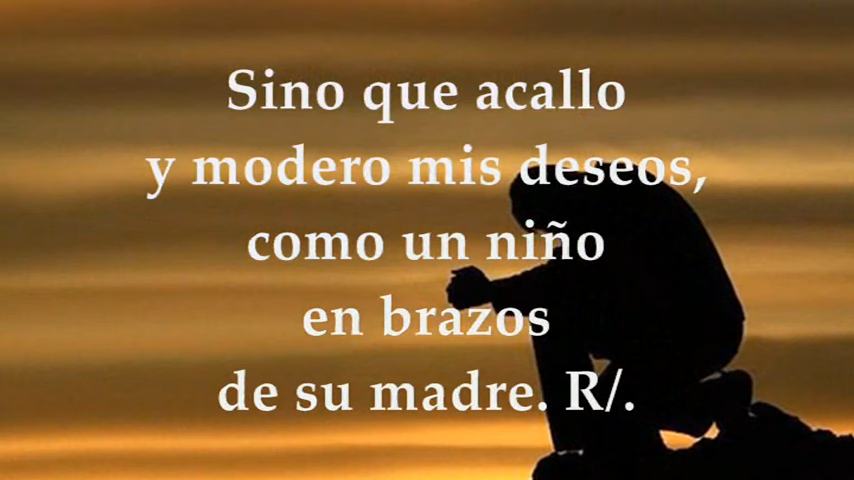 Sino que acallo
y modero mis deseos,
como un niño
en brazos
de su madre. R/.